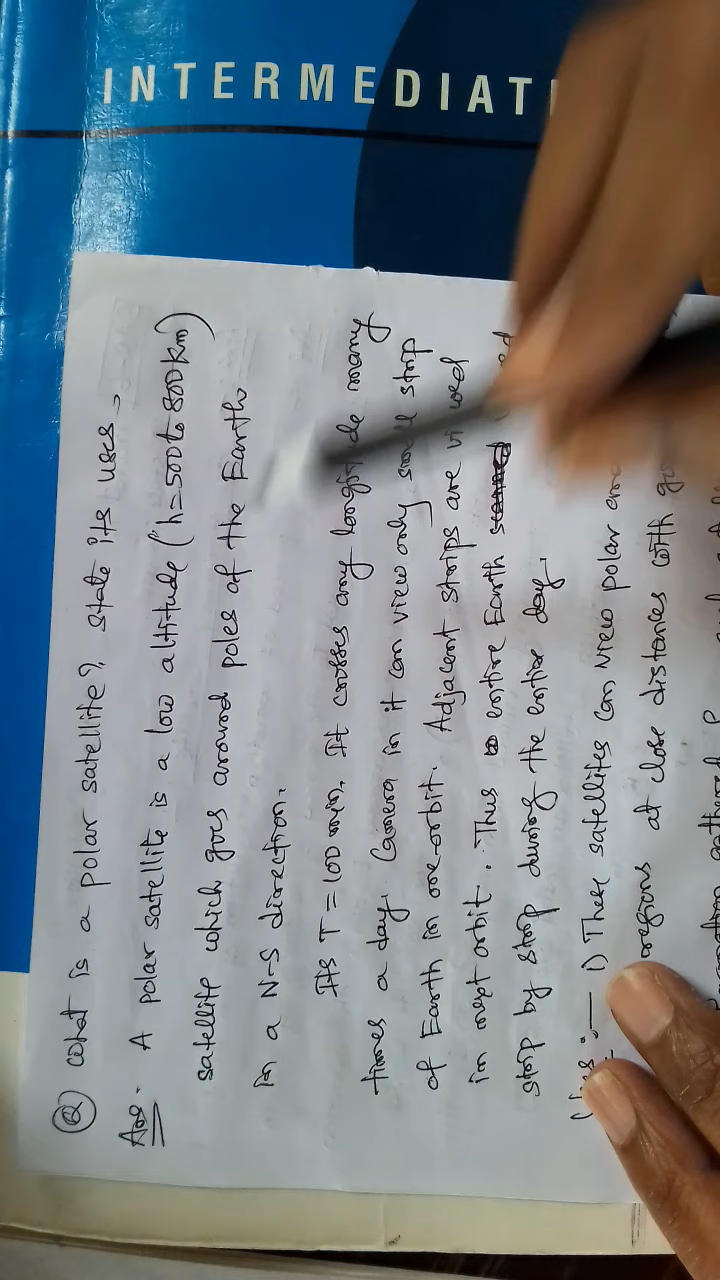 INTERMEDIAT
Q what is a polar satellite? state its uses.
Ans. A polar satellite is a low altitude (h=500 to 800 km)
satellite which goes around poles of the Earth
in a N-S direction.
Its T = 100 min. It crosses any longitude many
times a day. Camera in it can view only small strip
of Earth in one orbit. Adjacent strips are viewed
in next orbit. Thus entire Earth
strip by strip during the entire day.
Uses :- 1) These satellites can view polar and
regions at close distances with
gathered